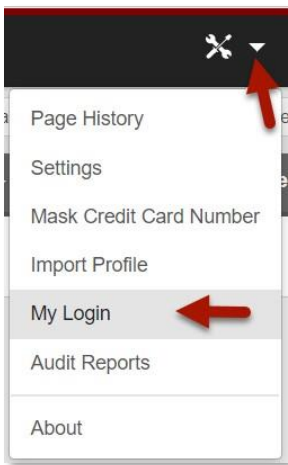 Page History
Settings
Mask Credit Card Number
Import Profile
My Login
Audit Reports
About